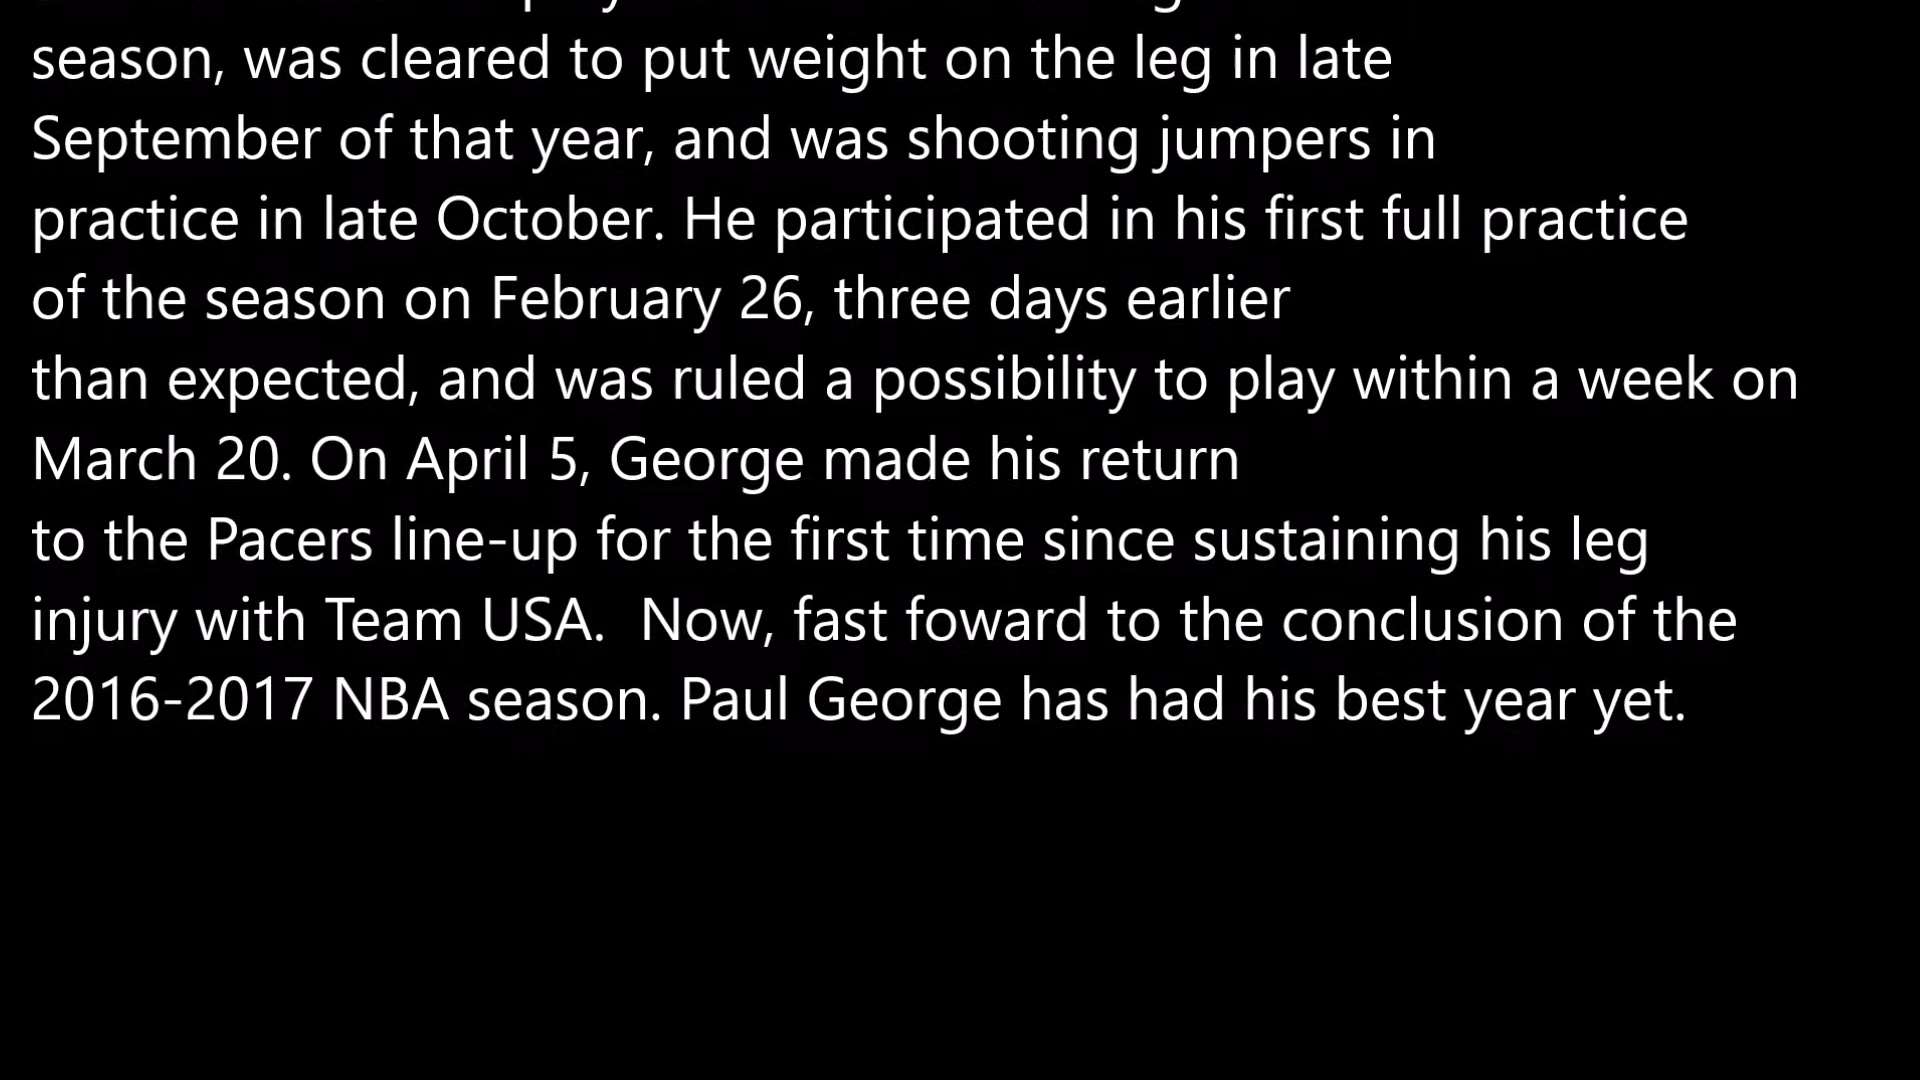 season, was cleared to put weight on the leg in late
September of that year, and was shooting jumpers in
practice in late October. He participated in his first full practice
of the season on February 26, three days earlier
than expected, and was ruled a possibility to play within a week on
March 20. On April 5, George made his return
to the Pacers line-up for the first time since sustaining his leg
injury with Team USA.  Now, fast foward to the conclusion of the
2016-2017 NBA season. Paul George has had his best year yet.